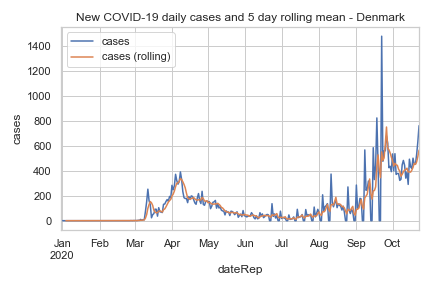 New COVID-19 daily cases and 5 day rolling mean - Denmark
cases
cases (rolling)
1400
1200
1000
800
600
400
200
0
cases
Jan Feb Mar Apr May Jun Jul Aug Sep Oct
2020
dateRep